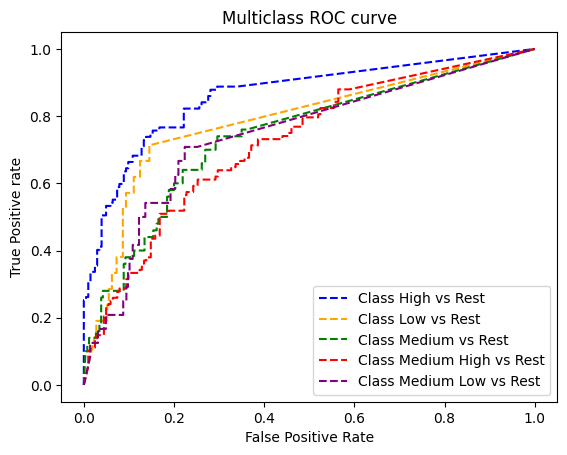 Multiclass ROC curve
True Positive rate
1.0
0.8
0.6
0.4
0.2
0.0
Class High vs Rest
Class Low vs Rest
Class Medium vs Rest
Class Medium High vs Rest
Class Medium Low vs Rest
0.0 0.2 0.4 0.6 0.8 1.0
False Positive Rate